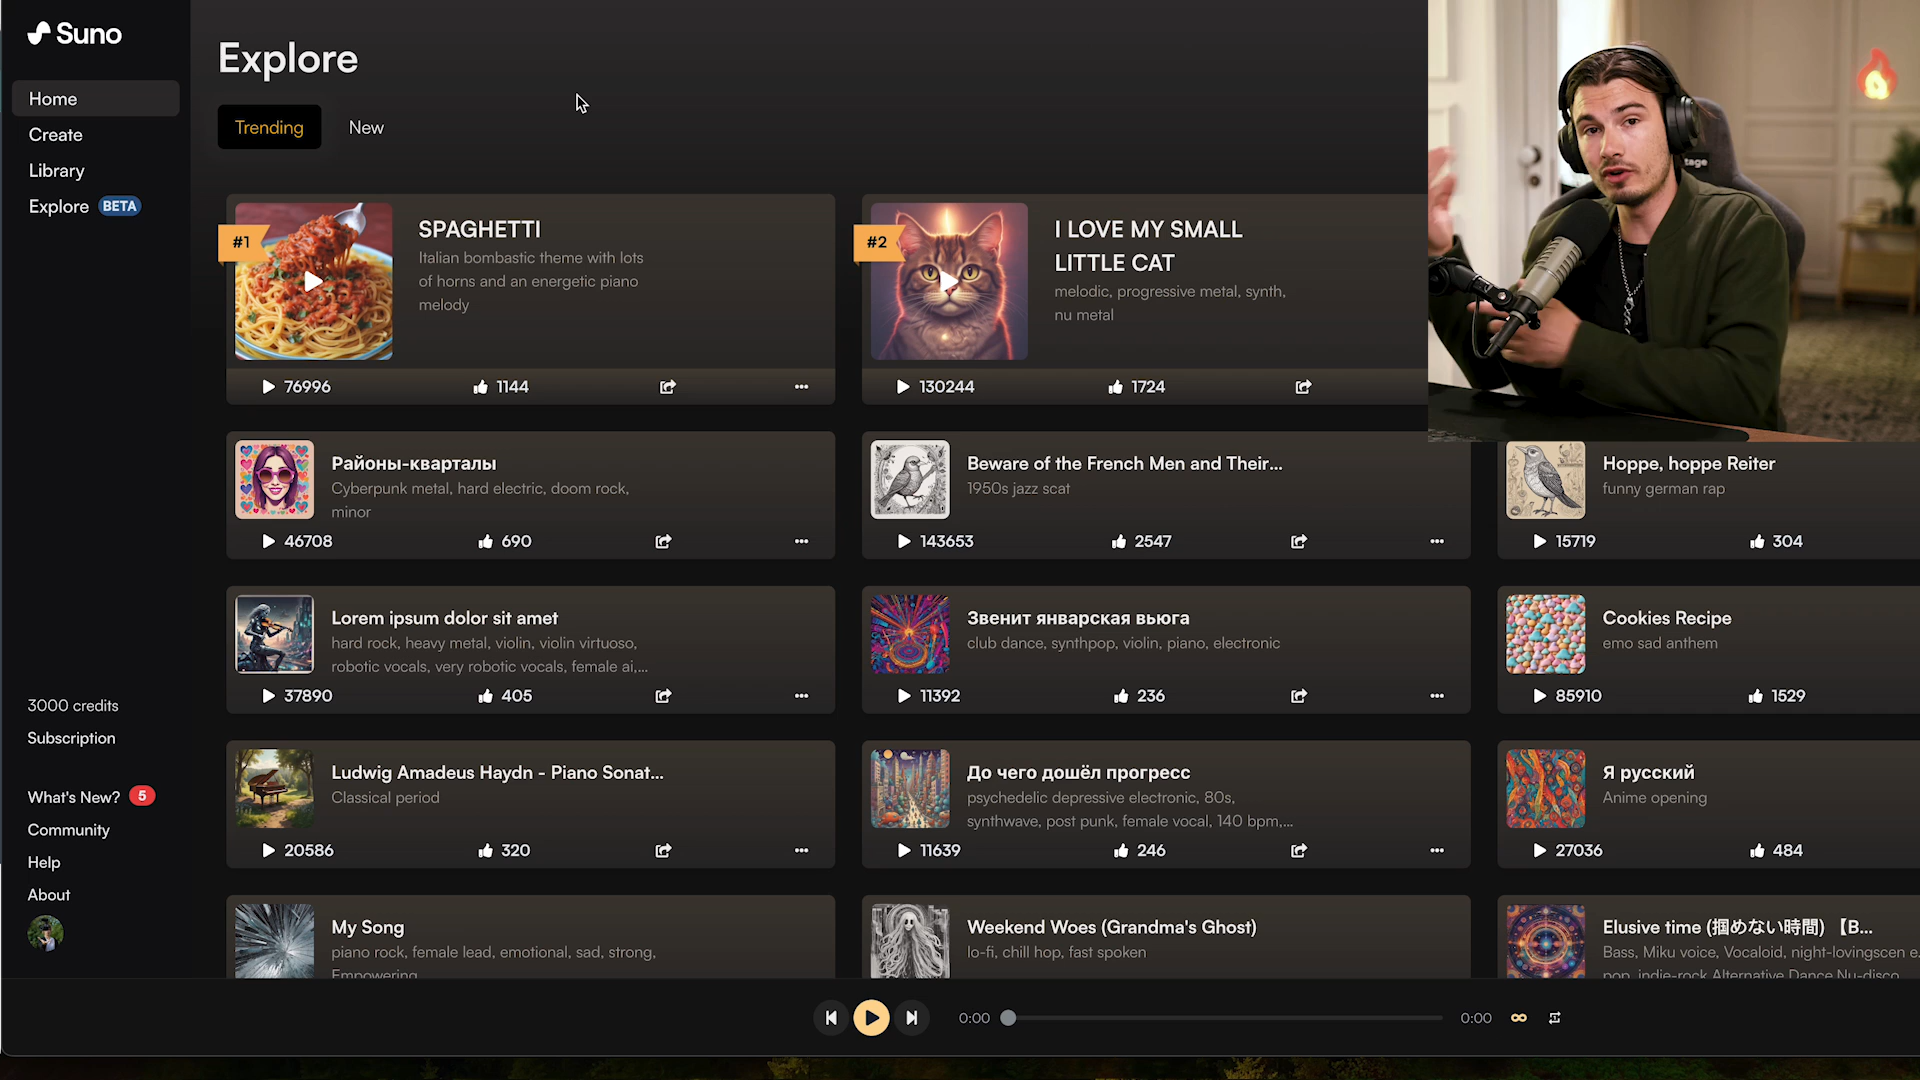 Suno
Home
Create
Library
Explore BETA
3000 credits
Subscription
What's New? 5
Community
Help
About
Explore
Trending
New
#1
SPAGHETTI
Italian bombastic theme with lots
of horns and an energetic piano
melody
76996
1144
#2
I LOVE MY SMALL
LITTLE CAT
melodic, progressive metal, synth,
nu metal
130244
1724
tage
Районы-кварталы
Cyberpunk metal, hard electric, doom rock,
minor
46708
690
Beware of the French Men and Their...
1950s jazz scat
143653
2547
Hoppe, hoppe Reiter
funny german rap
15719
304
Lorem ipsum dolor sit amet
hard rock, heavy metal, violin, violin virtuoso,
robotic vocals, very robotic vocals, female ai,...
37890
405
Звенит январская вьюга
club dance, synthpop, violin, piano, electronic
11392
236
Cookies Recipe
emo sad anthem
85910
1529
Ludwig Amadeus Haydn - Piano Sonat...
Classical period
20586
320
До чего дошёл прогресс
psychedelic depressive electronic, 80s,
synthwave, post punk, female vocal, 140 bpm,...
11639
246
Я русский
Anime opening
27036
484
My Song
piano rock, female lead, emotional, sad, strong,
Empowering
Weekend Woes (Grandma's Ghost)
lo-fi, chill hop, fast spoken
Elusive time (掴めない時間) 【B...
Bass, Miku voice, Vocaloid, night-lovingscen e.
pop, indie-rock Alternative Dance Nu-disco
0:00
0:00